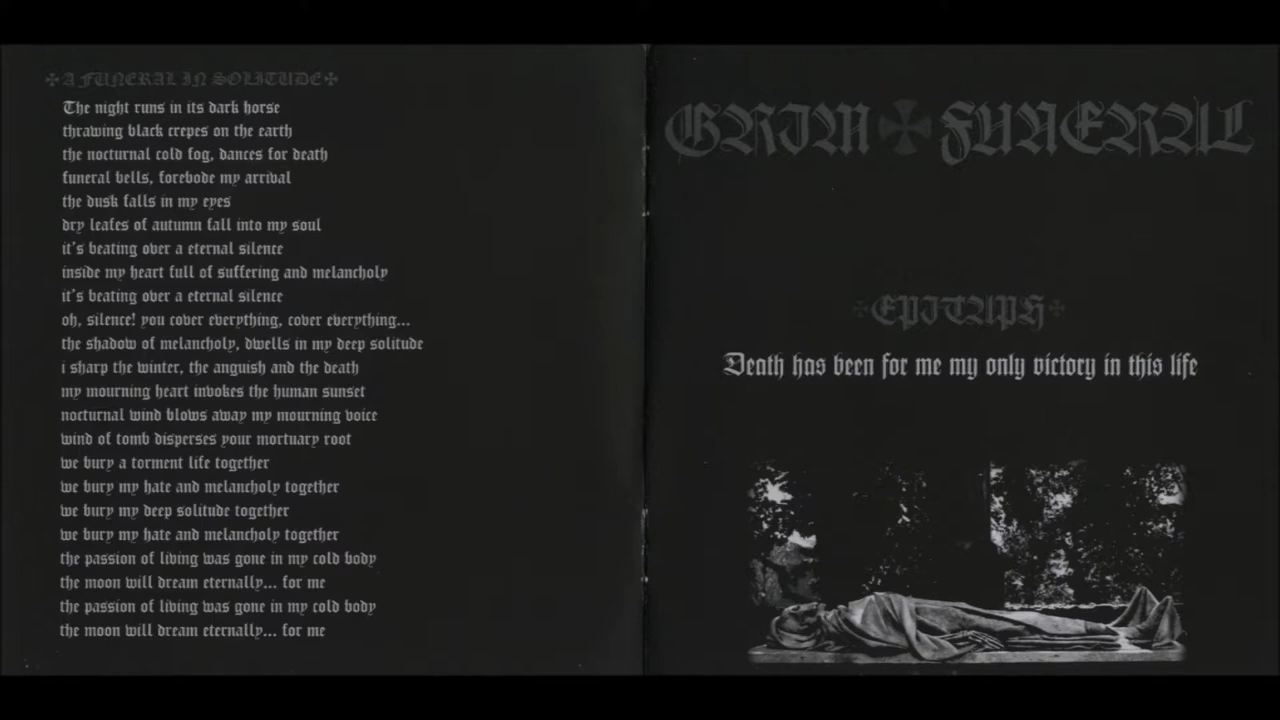 A FUNERAL IN SOLITUDE
The night runs in its dark horse
thrawing black crepes on the earth
the nocturnal cold fog, dances for death
funeral bells, forebode my arrival
the dusk falls in my eyes
dry leafes of autumn fall into my soul
it's beating over a eternal silence
inside my heart full of suffering and melancholy
it's beating over a eternal silence
oh, silence! you cover everything, cover everything...
the shadow of melancholy, dwells in my deep solitude
i sharp the winter, the anguish and the death
my mourning heart invokes the human sunset
nocturnal wind blows away my mourning voice
wind of tomb disperses your mortuary root
we bury a torment life together
we bury my hate and melancholy together
we bury my deep solitude together
we bury my hate and melancholy together
the passion of living was gone in my cold body
the moon will dream eternally... for me
the passion of living was gone in my cold body
the moon will dream eternally... for me
GRIM FUNERAL
EPITAPH
Death has been for me my only victory in this life